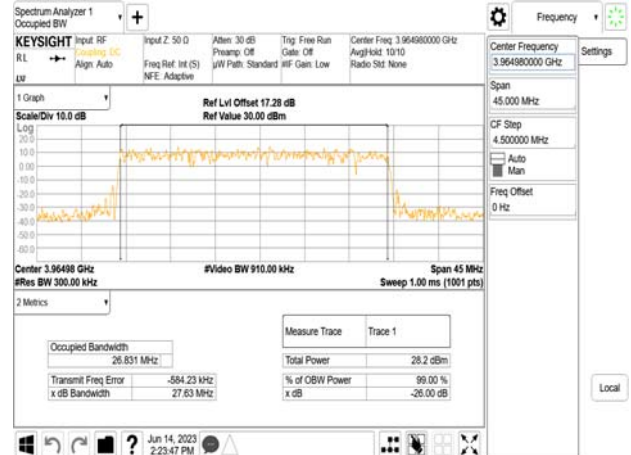 Spectrum Analyzer 1
Occupied BW
Frequency
KEYSIGHT
Input: RF
Coupling: DC
Align: Auto
RL
LVI
Input Z: 50 Ω
Freq Ref: Int (S)
NFE: Adaptive
Atten: 30 dB
Preamp: Off
µW Path: Standard
Trig: Free Run
Gate: Off
#IF Gain: Low
Center Freq: 3.964980000 GHz
Avg|Hold: 10/10
Radio Std: None
Center Frequency
3.964980000 GHz
Settings
Span
45.000 MHz
CF Step
4.500000 MHz
Auto
Man
Freq Offset
0 Hz
1 Graph
Scale/Div 10.0 dB
Ref Lvl Offset 17.28 dB
Ref Value 30.00 dBm
Log
20.0
10.0
0.00
-10.0
-20.0
-30.0
-40.0
-50.0
-60.0
Center 3.96498 GHz
#Res BW 300.00 kHz
#Video BW 910.00 kHz
Span 45 MHz
Sweep 1.00 ms (1001 pts)
2 Metrics
Measure Trace
Trace 1
Occupied Bandwidth
26.831 MHz
Total Power
28.2 dBm
Transmit Freq Error
-584.23 kHz
% of OBW Power
99.00 %
x dB Bandwidth
27.63 MHz
x dB
-26.00 dB
Local
Jun 14, 2023
2:23:47 PM